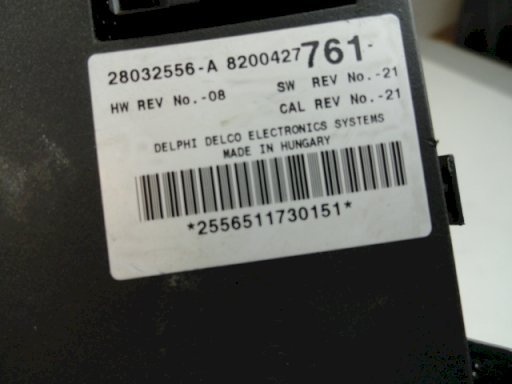 28032556-A 8200427761-
HW REV No.-08 SW REV No.-21
CAL REV No.-21
DELPHI DELCO ELECTRONICS SYSTEMS
MADE IN HUNGARY
*2556511730151*